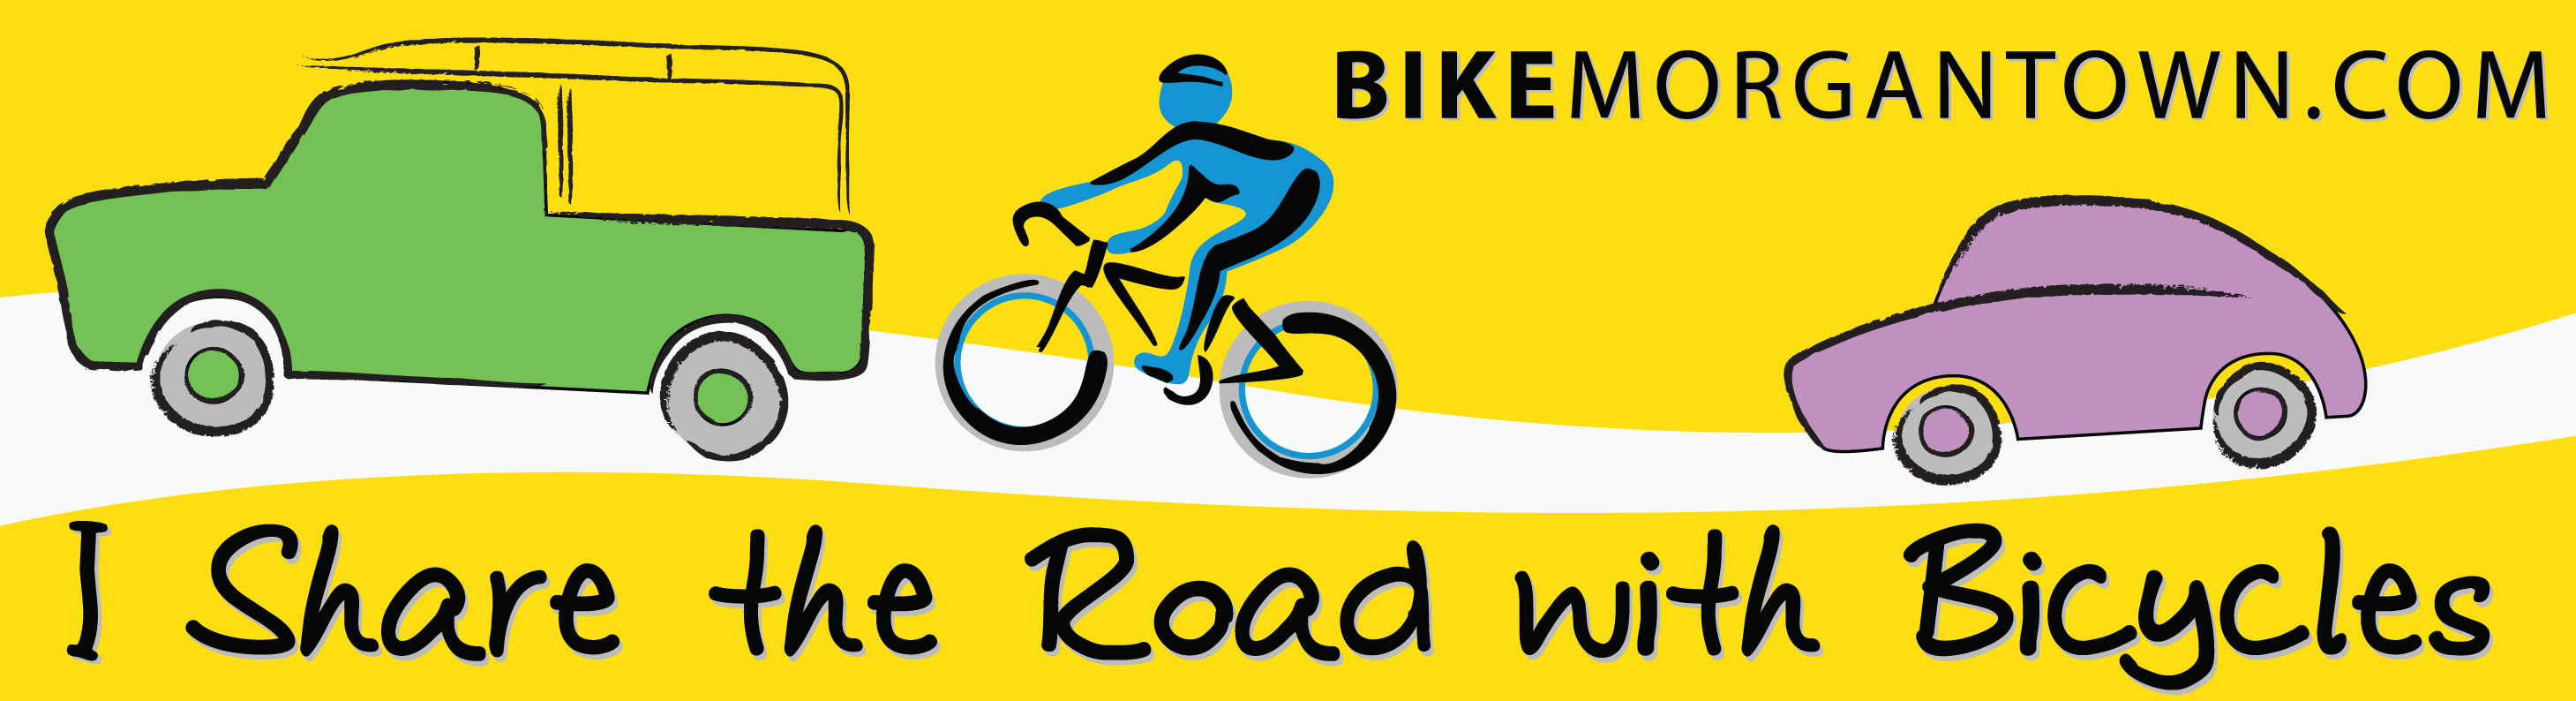 BIKEMORGANTOWN.COM
I Share the Road with Bicycles